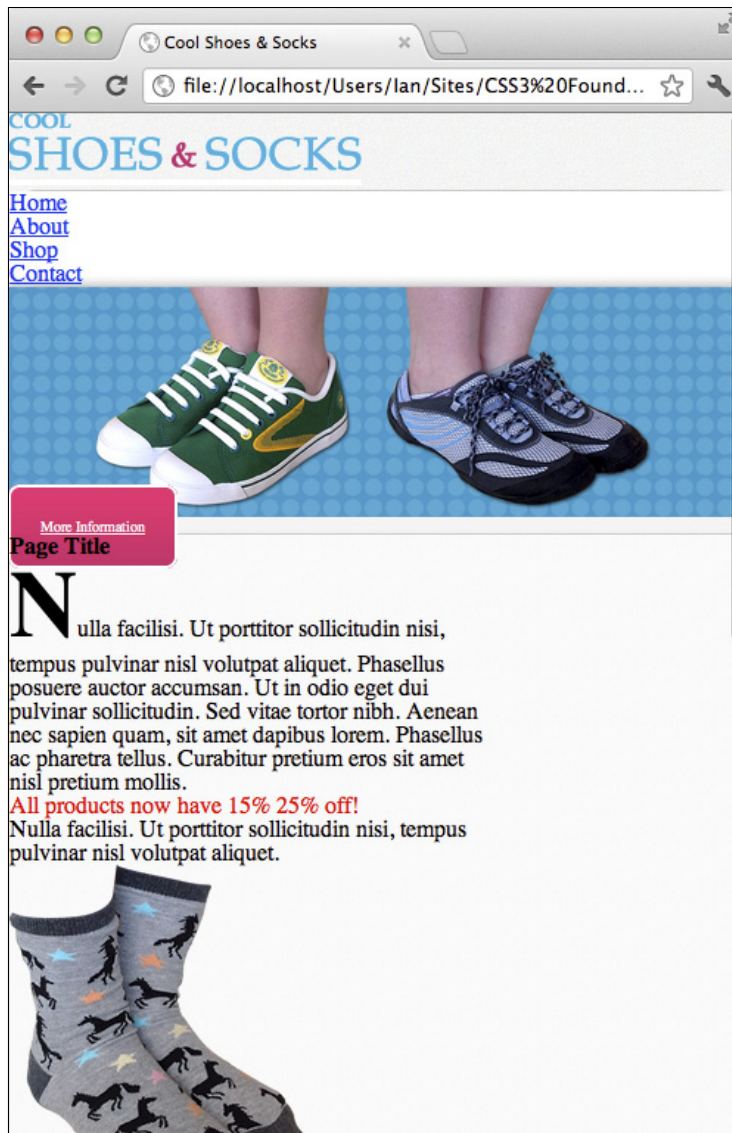 Cool Shoes & Socks
file://localhost/Users/Ian/Sites/CSS3%20Found...
COOL
SHOES & SOCKS
Home
About
Shop
Contact
More Information
Page Title
Nulla facilisi. Ut porttitor sollicitudin nisi,
tempus pulvinar nisl volutpat aliquet. Phasellus
posuere auctor accumsan. Ut in odio eget dui
pulvinar sollicitudin. Sed vitae tortor nibh. Aenean
nec sapien quam, sit amet dapibus lorem. Phasellus
ac pharetra tellus. Curabitur pretium eros sit amet
nisl pretium mollis.
All products now have 15% 25% off!
Nulla facilisi. Ut porttitor sollicitudin nisi, tempus
pulvinar nisl volutpat aliquet.